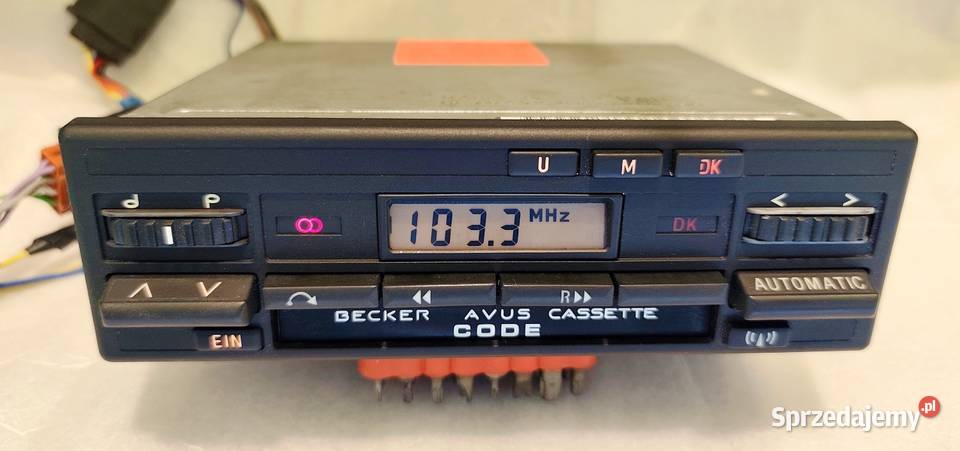 U M DK
d P
< >
103.3 MHz
DK
AUTOMATIC
R
BECKER AVUS CASSETTE
CODE
EIN
Sprzedajemy.pl